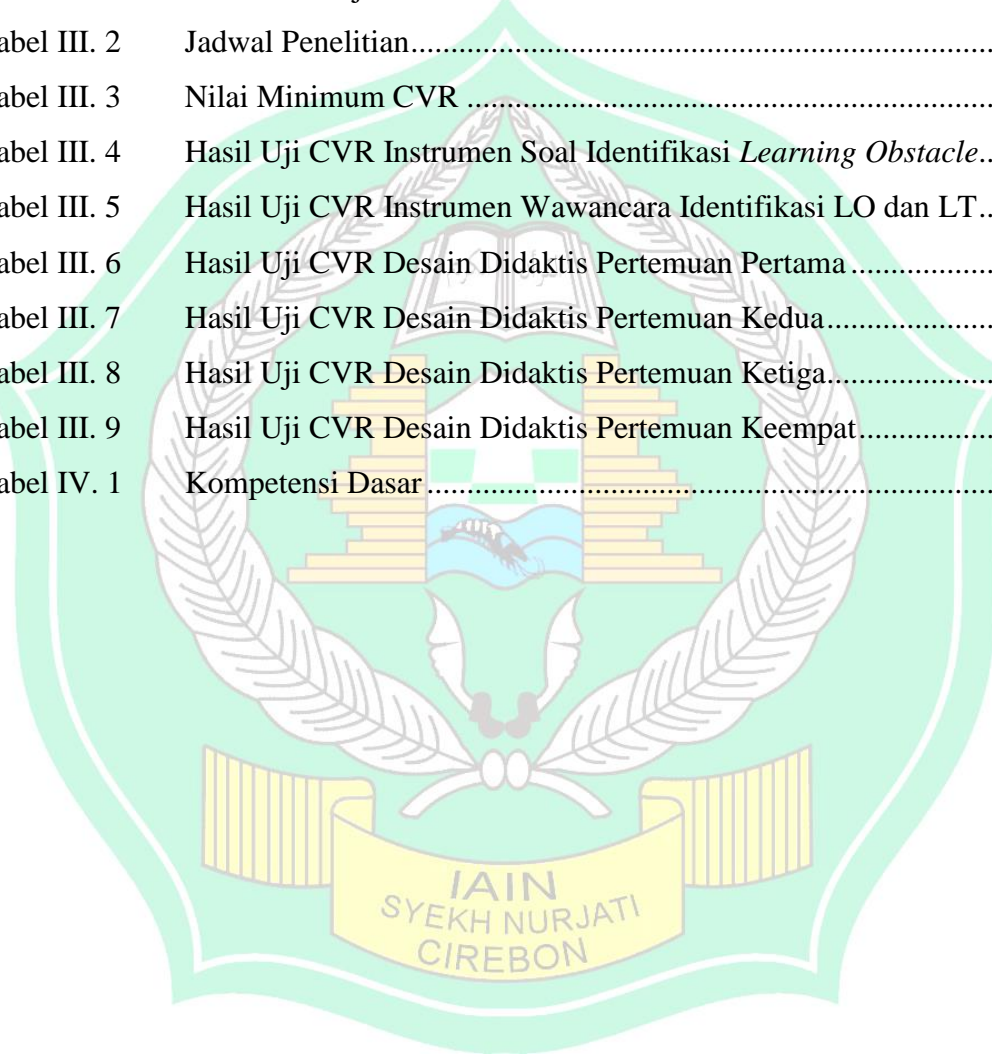 abel III. 2 Jadwal Penelitian
abel III. 3 Nilai Minimum CVR
abel III. 4 Hasil Uji CVR Instrumen Soal Identifikasi Learning Obstacle
abel III. 5 Hasil Uji CVR Instrumen Wawancara Identifikasi LO dan LT
abel III. 6 Hasil Uji CVR Desain Didaktis Pertemuan Pertama
abel III. 7 Hasil Uji CVR Desain Didaktis Pertemuan Kedua
abel III. 8 Hasil Uji CVR Desain Didaktis Pertemuan Ketiga
abel III. 9 Hasil Uji CVR Desain Didaktis Pertemuan Keempat
abel IV. 1 Kompetensi Dasar
IAIN
SYEKH NURJATI
CIREBON